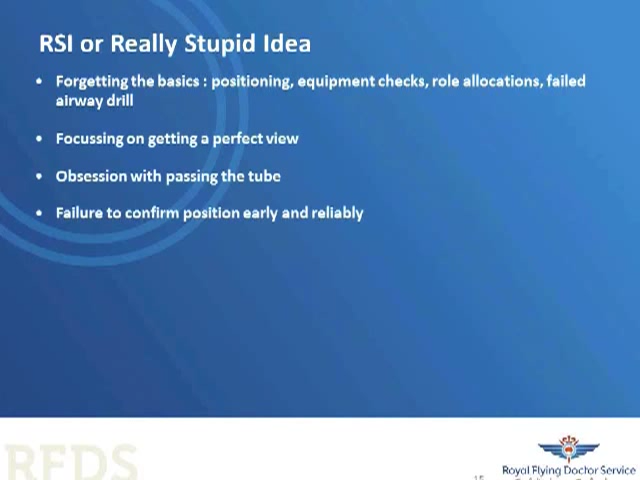 RSI or Really Stupid Idea
• Forgetting the basics : positioning, equipment checks, role allocations, failed
airway drill
• Focussing on getting a perfect view
• Obsession with passing the tube
• Failure to confirm position early and reliably
RFDS
15
Royal Flying Doctor Service